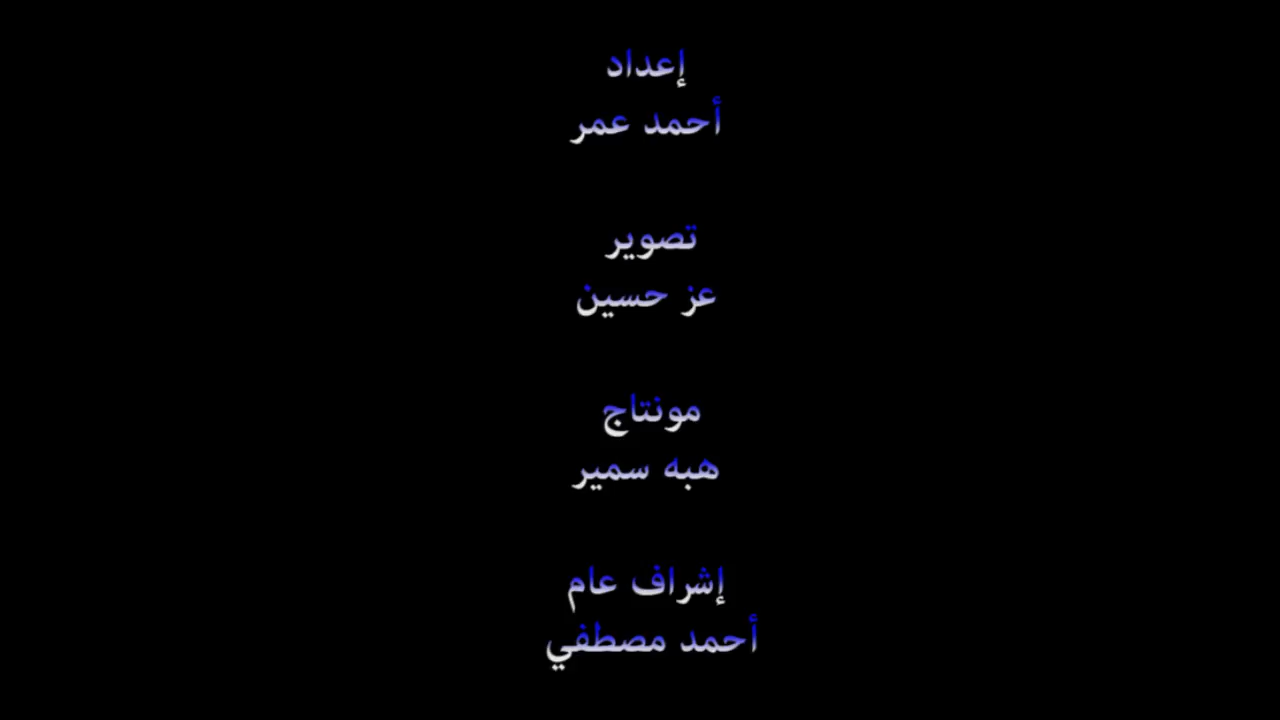 إعداد
أحمد عمر
تصوير
عز حسين
مونتاج
هبه سمير
إشراف عام
أحمد مصطفي